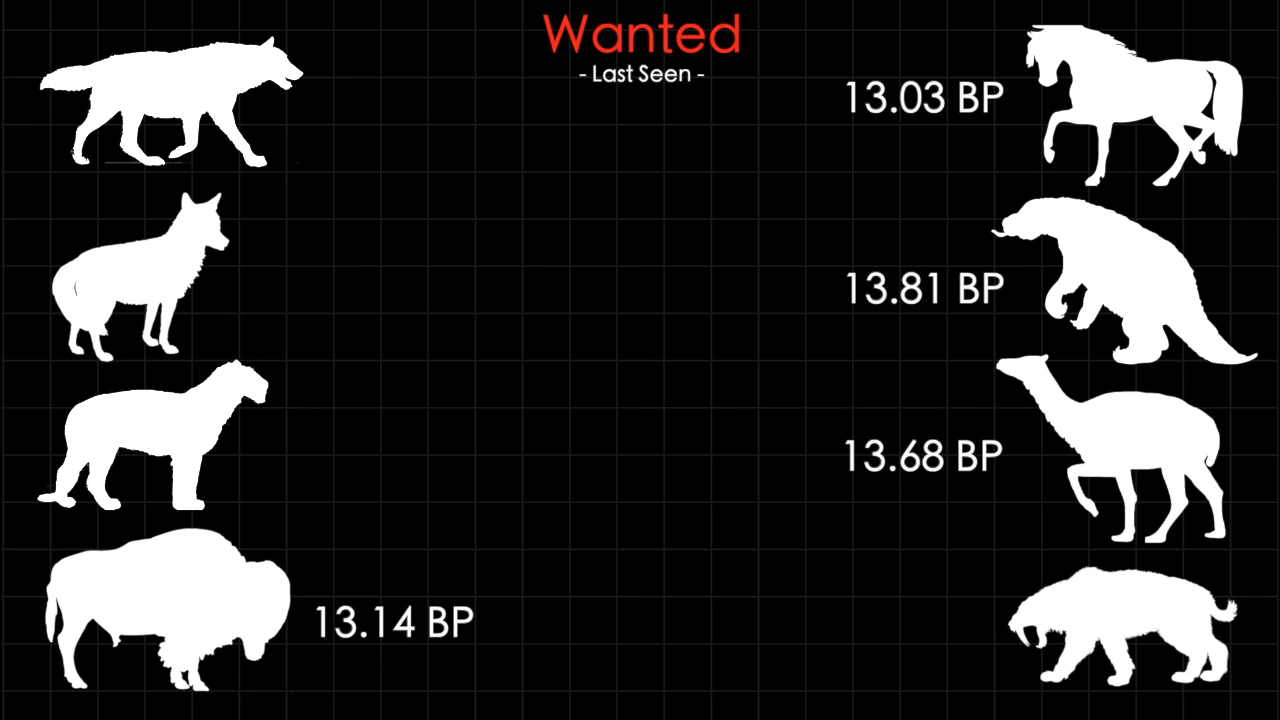 Wanted
- Last Seen -
13.03 BP
13.81 BP
13.68 BP
13.14 BP